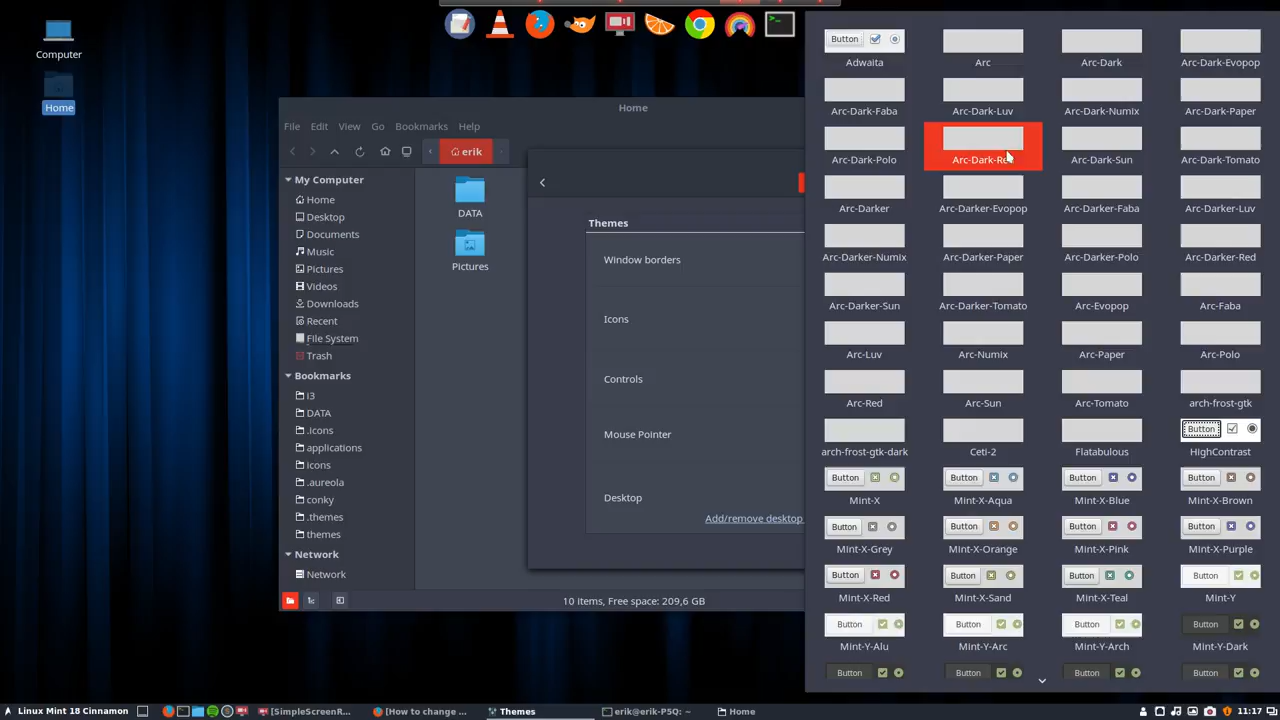 Computer
Home
Home
File Edit View Go Bookmarks Help
erik
My Computer
Home
Desktop
Documents
Music
Pictures
Videos
Downloads
Recent
File System
Trash
Bookmarks
i3
DATA
.icons
applications
icons
.aureola
conky
.themes
themes
Network
Network
DATA
Pictures
10 items, Free space: 209,6 GB
Themes
Window borders
Icons
Controls
Mouse Pointer
Desktop
Add/remove desktop
Button
Adwaita Arc Arc-Dark Arc-Dark-Evopop
Arc-Dark-Faba Arc-Dark-Luv Arc-Dark-Numix Arc-Dark-Paper
Arc-Dark-Polo Arc-Dark-Red Arc-Dark-Sun Arc-Dark-Tomato
Arc-Darker Arc-Darker-Evopop Arc-Darker-Faba Arc-Darker-Luv
Arc-Darker-Numix Arc-Darker-Paper Arc-Darker-Polo Arc-Darker-Red
Arc-Darker-Sun Arc-Darker-Tomato Arc-Evopop Arc-Faba
Arc-Luv Arc-Numix Arc-Paper Arc-Polo
Arc-Red Arc-Sun Arc-Tomato arch-frost-gtk
Button
arch-frost-gtk-dark Ceti-2 Flatabulous HighContrast
Button Button Button Button
Mint-X Mint-X-Aqua Mint-X-Blue Mint-X-Brown
Button Button Button Button
Mint-X-Grey Mint-X-Orange Mint-X-Pink Mint-X-Purple
Button Button Button Button
Mint-X-Red Mint-X-Sand Mint-X-Teal Mint-Y
Button Button Button Button
Mint-Y-Alu Mint-Y-Arc Mint-Y-Arch Mint-Y-Dark
Button Button Button Button
Linux Mint 18 Cinnamon [SimpleScreenR... [How to change ... Themes erik@erik-P5Q: ~ Home 11:17